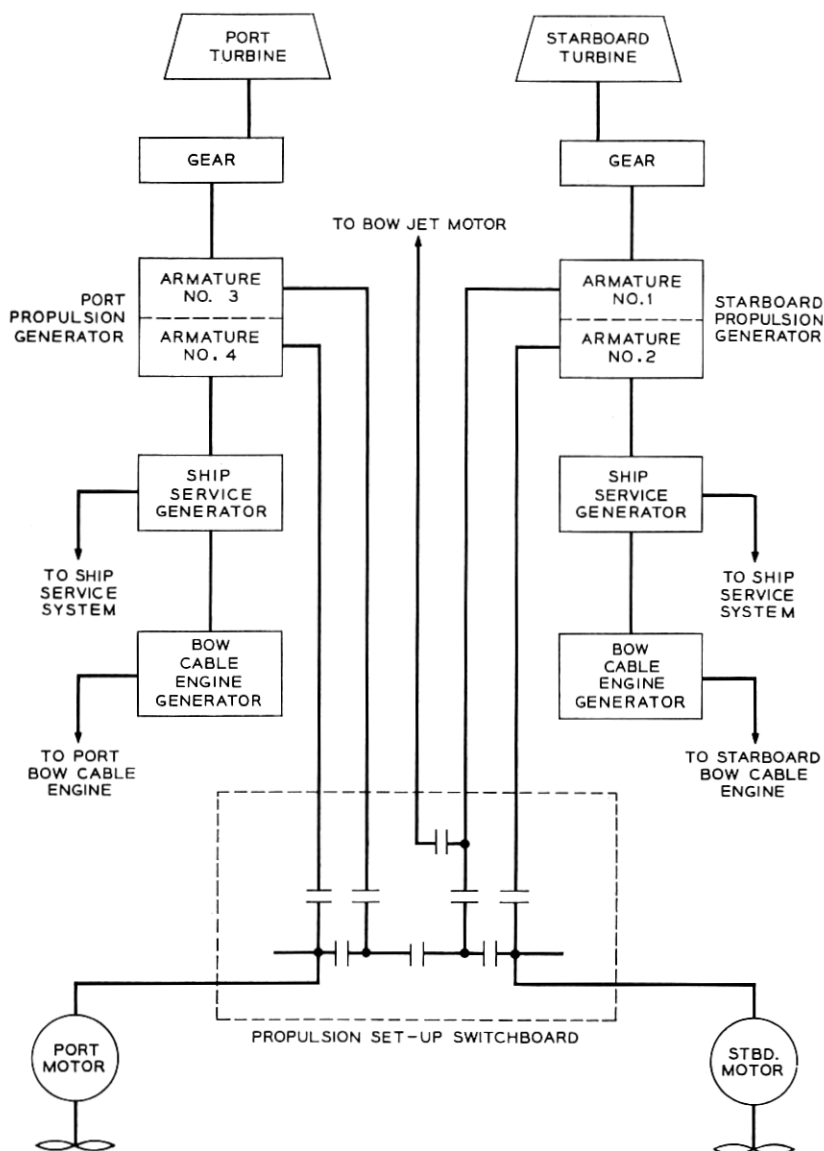 PORT
TURBINE
STARBOARD
TURBINE
GEAR
GEAR
TO BOW JET MOTOR
PORT
PROPULSION
GENERATOR
ARMATURE
NO. 3
ARMATURE
NO. 4
ARMATURE
NO.1
ARMATURE
NO.2
STARBOARD
PROPULSION
GENERATOR
SHIP
SERVICE
GENERATOR
SHIP
SERVICE
GENERATOR
TO SHIP
SERVICE
SYSTEM
TO SHIP
SERVICE
SYSTEM
BOW
CABLE
ENGINE
GENERATOR
BOW
CABLE
ENGINE
GENERATOR
TO PORT
BOW CABLE
ENGINE
TO STARBOARD
BOW CABLE
ENGINE
PROPULSION SET-UP SWITCHBOARD
PORT
MOTOR
STBD.
MOTOR